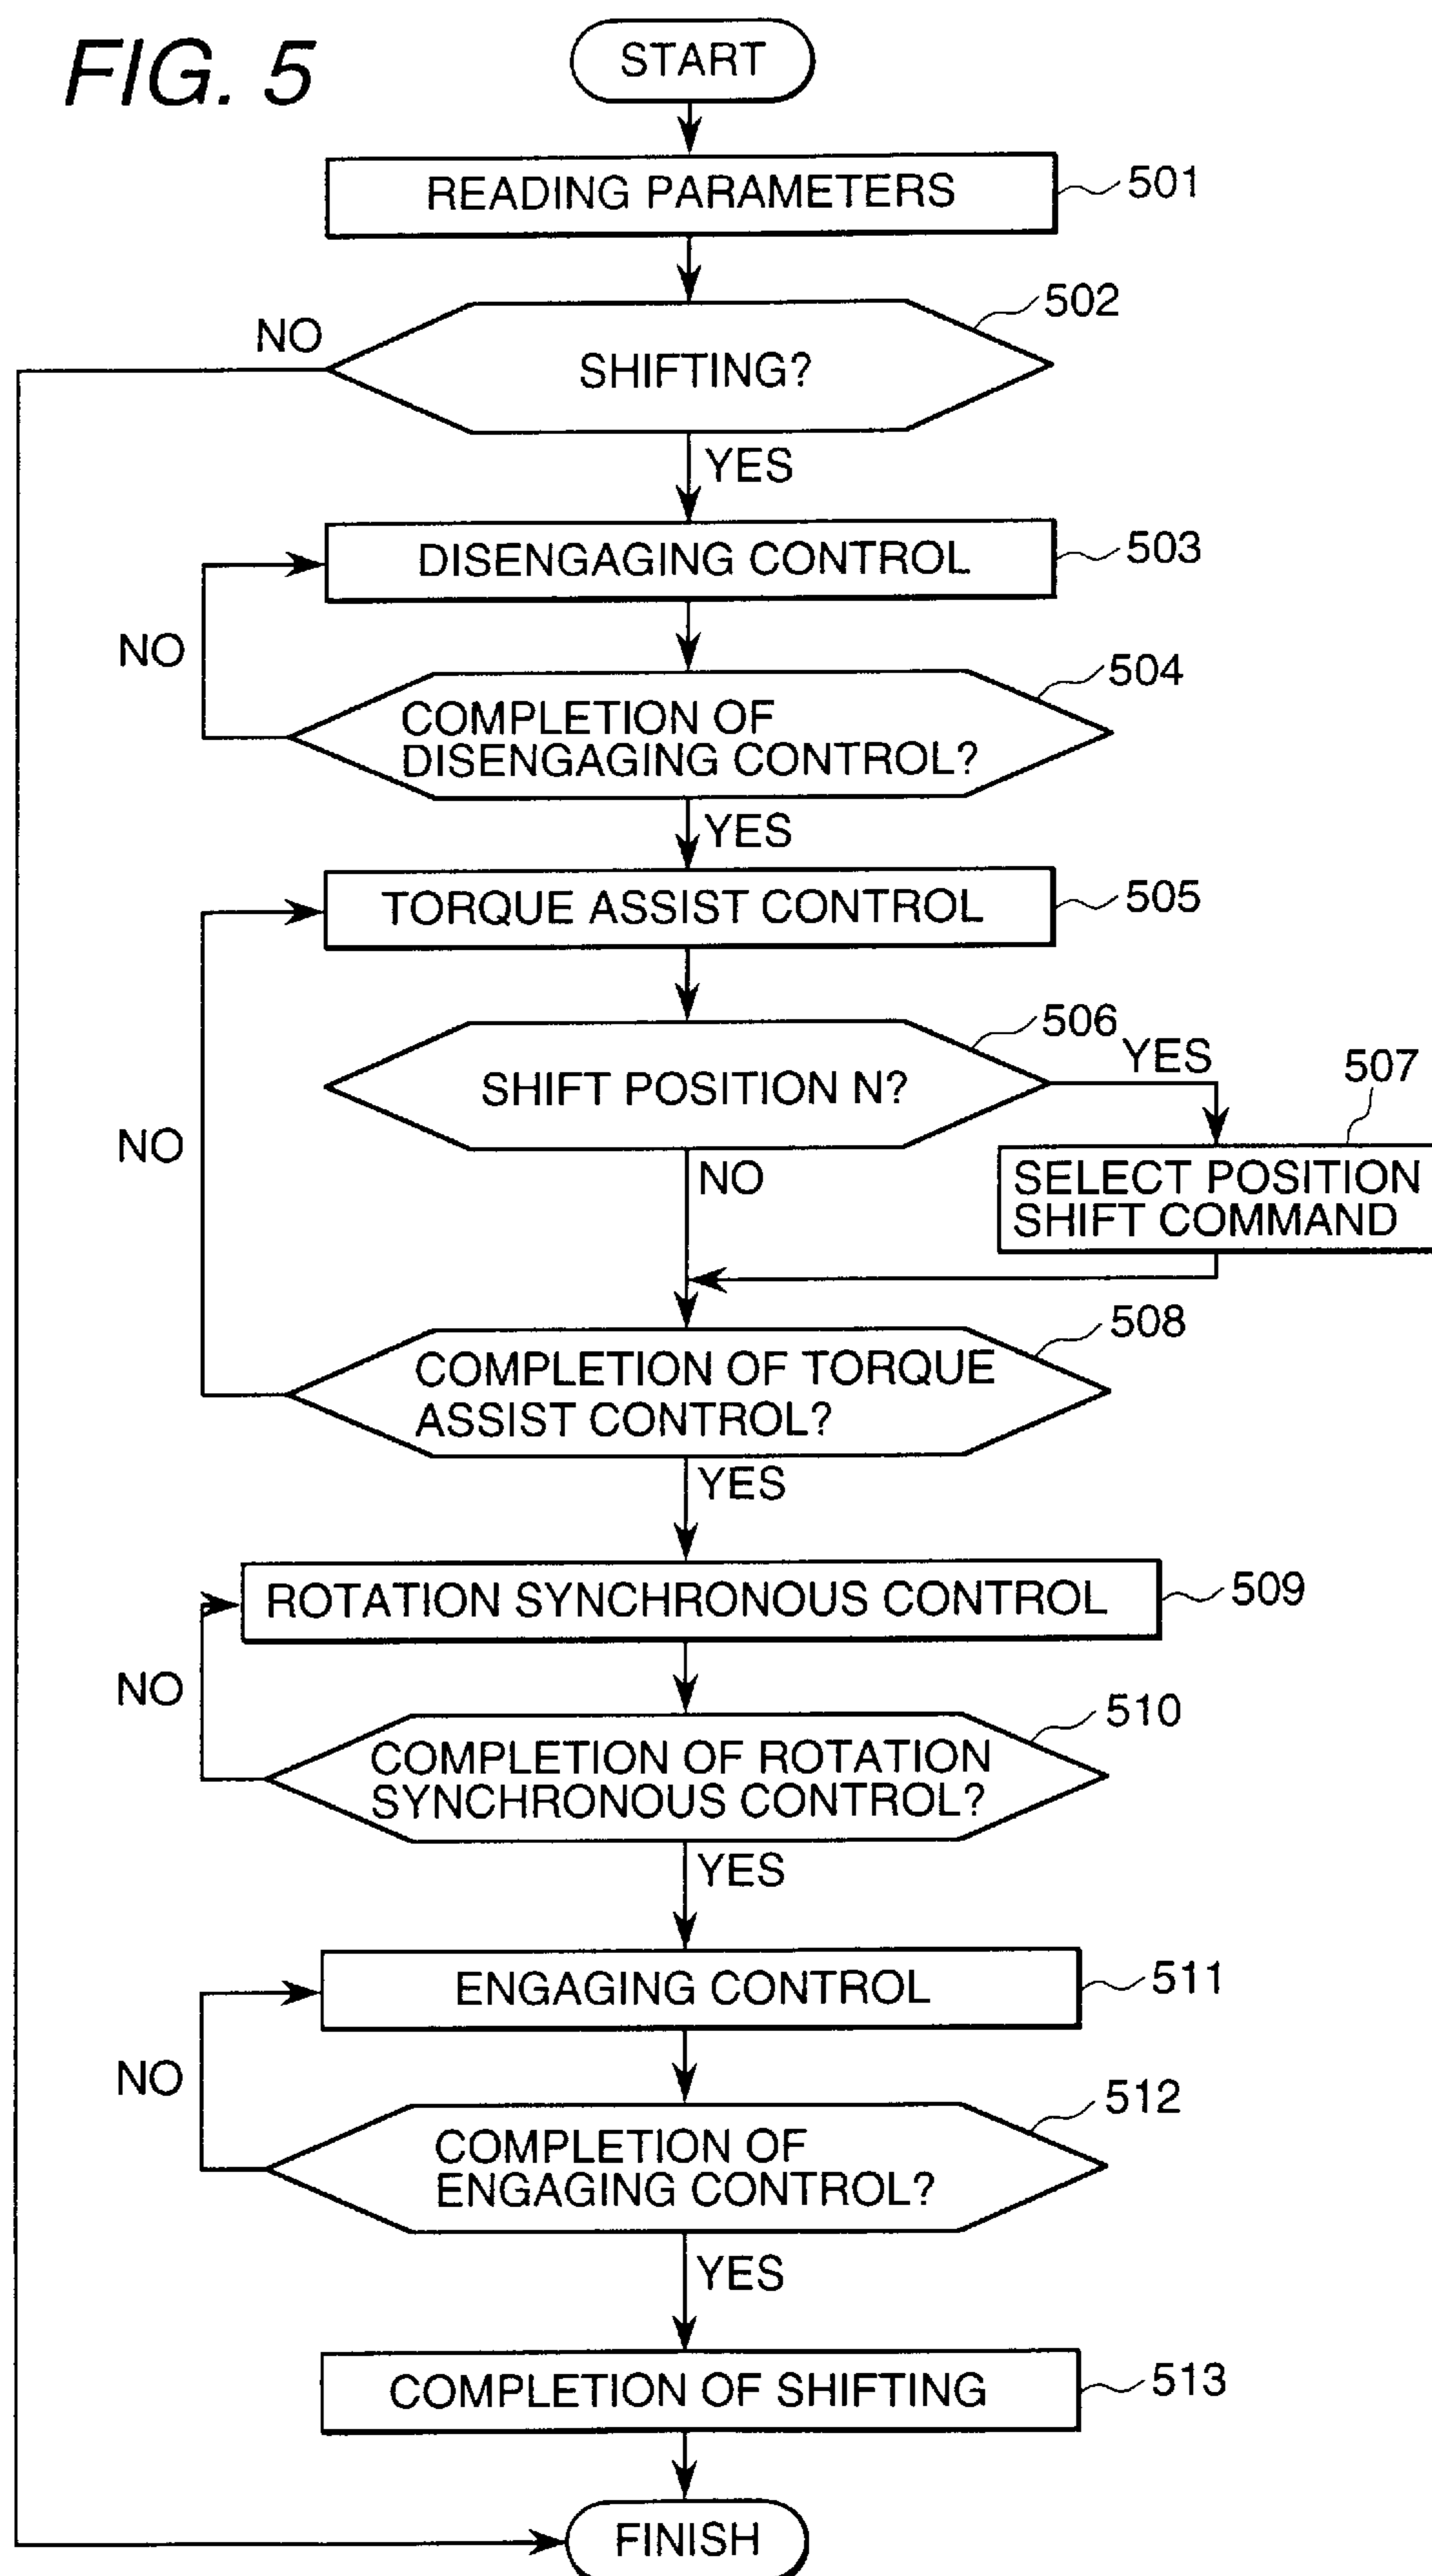 FIG. 5
START
READING PARAMETERS
501
502
NO
SHIFTING?
YES
DISENGAGING CONTROL
503
NO
504
COMPLETION OF
DISENGAGING CONTROL?
YES
TORQUE ASSIST CONTROL
505
506
YES
507
SHIFT POSITION N?
NO
NO
SELECT POSITION
SHIFT COMMAND
508
COMPLETION OF TORQUE
ASSIST CONTROL?
YES
ROTATION SYNCHRONOUS CONTROL
509
NO
510
COMPLETION OF ROTATION
SYNCHRONOUS CONTROL?
YES
ENGAGING CONTROL
511
NO
512
COMPLETION OF
ENGAGING CONTROL?
YES
COMPLETION OF SHIFTING
513
FINISH